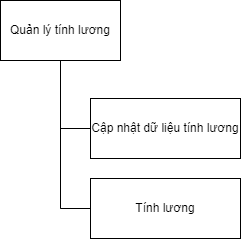 Quản lý tính lương
Cập nhật dữ liệu tính lương
Tính lương